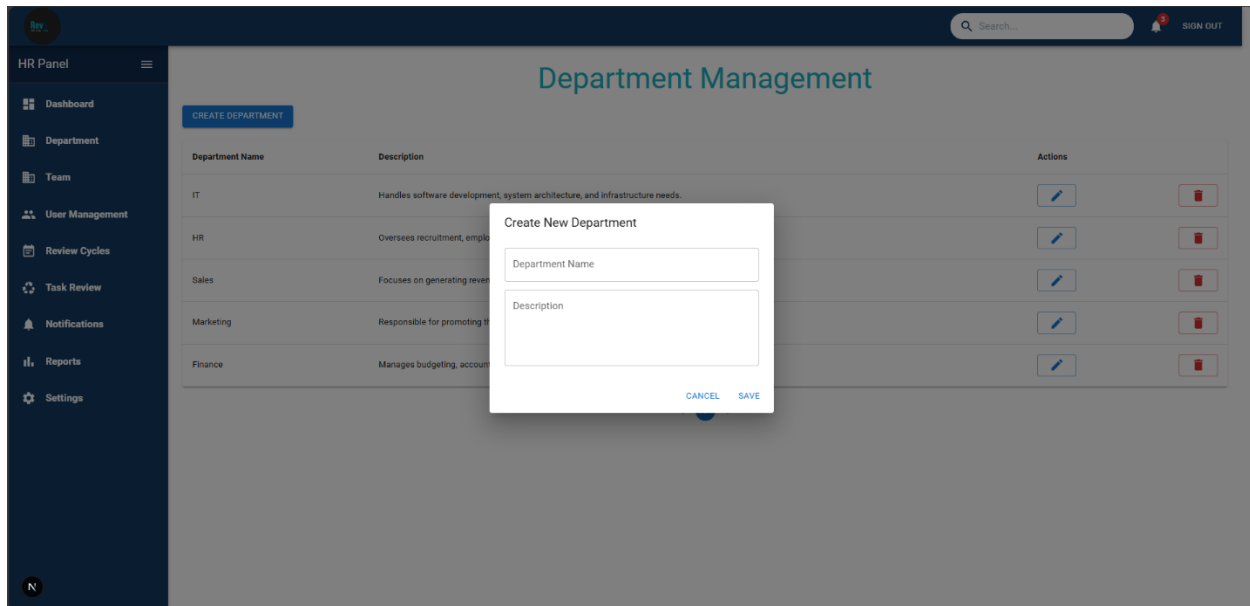 Rev
Search...
3
SIGN OUT
HR Panel
Dashboard
Department
Team
User Management
Review Cycles
Task Review
Notifications
Reports
Settings
N
Department Management
CREATE DEPARTMENT
Department Name Description Actions
IT Handles software development, system architecture, and infrastructure needs.
HR Oversees recruitment, emplo
Sales Focuses on generating reven
Marketing Responsible for promoting th
Finance Manages budgeting, accoun
Create New Department
Department Name
Description
CANCEL SAVE